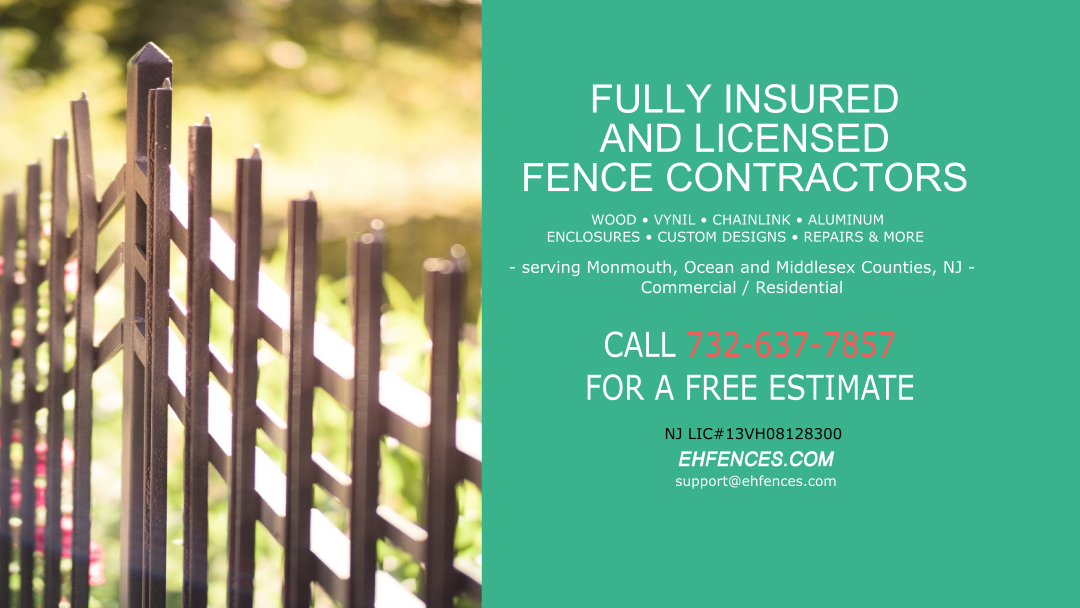 FULLY INSURED
AND LICENSED
FENCE CONTRACTORS
WOOD • VYNIL • CHAINLINK • ALUMINUM
ENCLOSURES • CUSTOM DESIGNS • REPAIRS & MORE
- serving Monmouth, Ocean and Middlesex Counties, NJ -
Commercial / Residential
CALL 732-637-7857
FOR A FREE ESTIMATE
NJ LIC#13VH08128300
EHFENCES.COM
support@ehfences.com